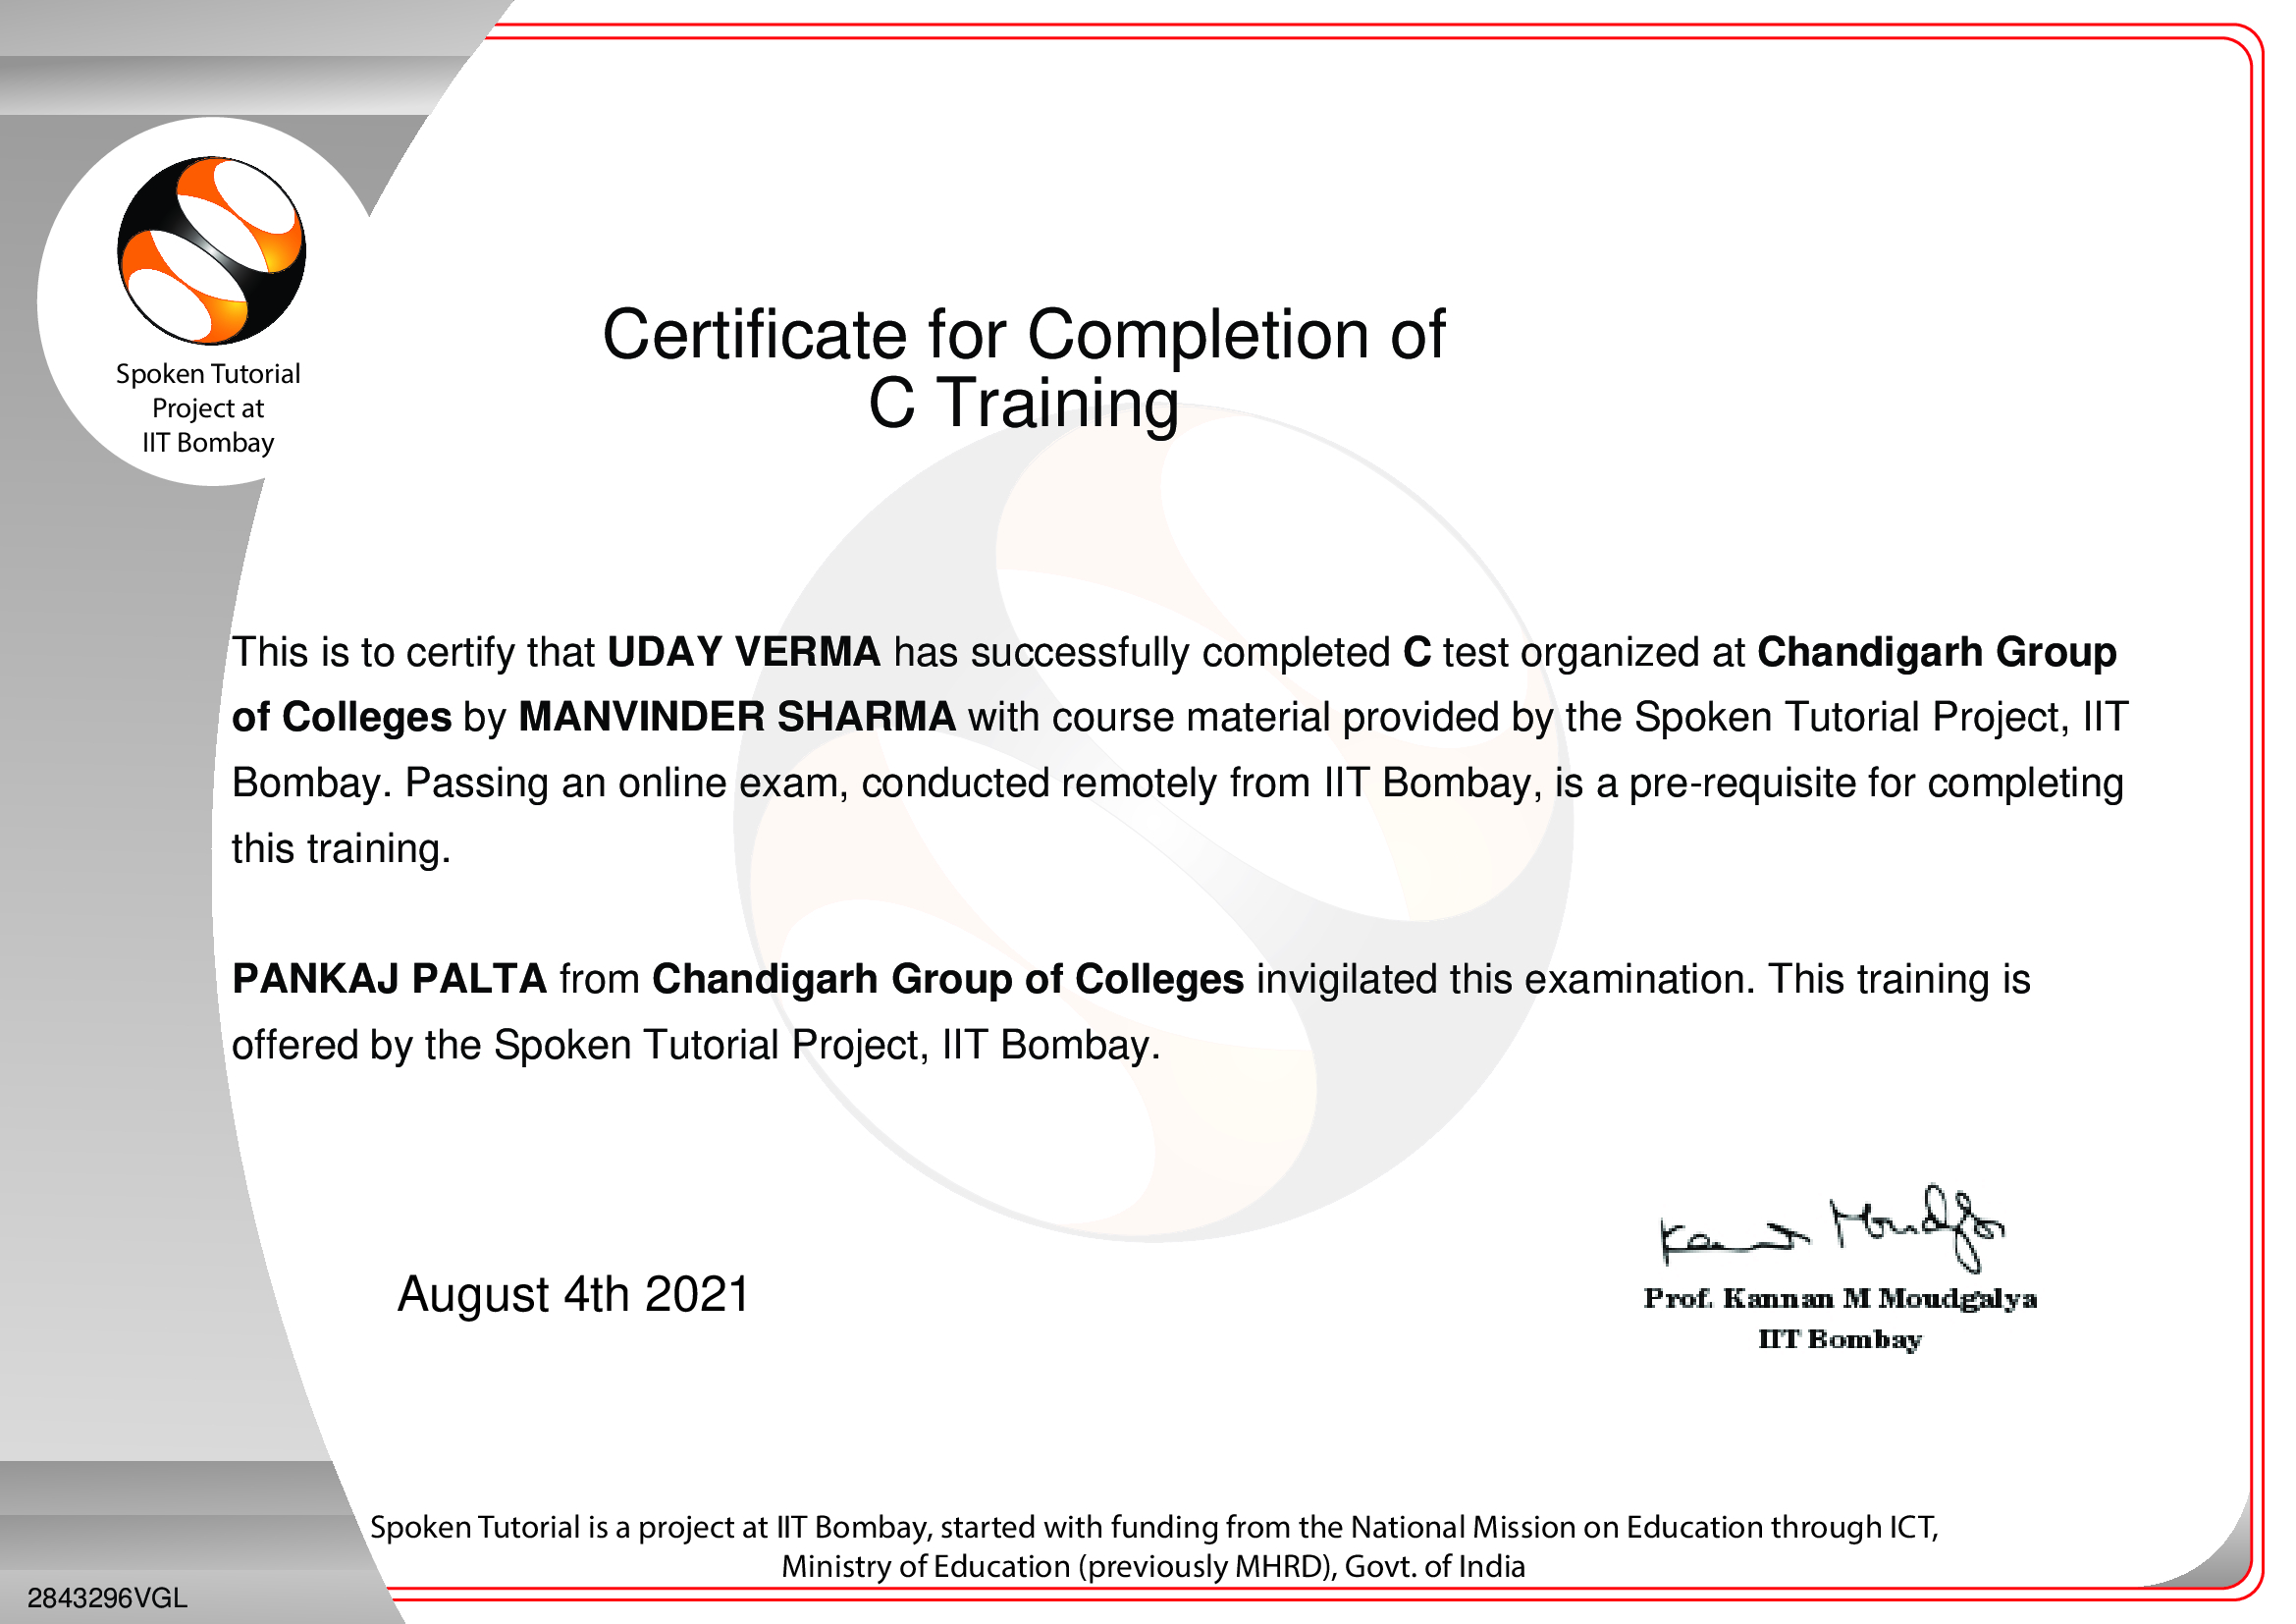 Spoken Tutorial
Project at
IIT Bombay
Certificate for Completion of
C Training
This is to certify that UDAY VERMA has successfully completed C test organized at Chandigarh Group
of Colleges by MANVINDER SHARMA with course material provided by the Spoken Tutorial Project, IIT
Bombay. Passing an online exam, conducted remotely from IIT Bombay, is a pre-requisite for completing
this training.
PANKAJ PALTA from Chandigarh Group of Colleges invigilated this examination. This training is
offered by the Spoken Tutorial Project, IIT Bombay.
August 4th 2021
Prof. Kannan M Moudgalya
IIT Bombay
Spoken Tutorial is a project at IIT Bombay, started with funding from the National Mission on Education through ICT,
Ministry of Education (previously MHRD), Govt. of India
2843296VGL